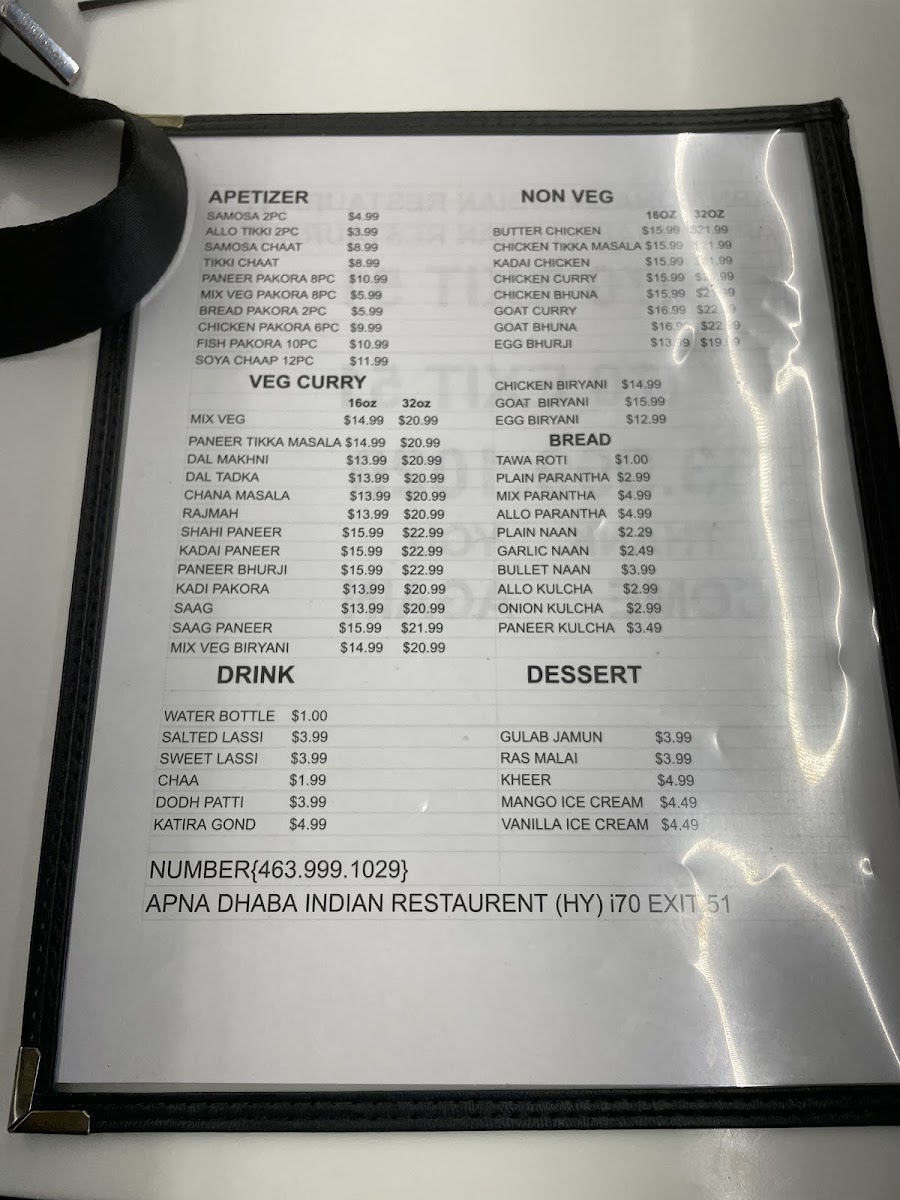 APETIZER
SAMOSA 2PC $4.99
ALLO TIKKI 2PC $3.99
SAMOSA CHAAT $8.99
TIKKI CHAAT $8.99
PANEER PAKORA 8PC $10.99
MIX VEG PAKORA 8PC $5.99
BREAD PAKORA 2PC $5.99
CHICKEN PAKORA 6PC $9.99
FISH PAKORA 10PC $10.99
SOYA CHAAP 12PC $11.99
VEG CURRY
16oz 32oz
MIX VEG $14.99 $20.99
PANEER TIKKA MASALA $14.99 $20.99
DAL MAKHNI $13.99 $20.99
DAL TADKA $13.99 $20.99
CHANA MASALA $13.99 $20.99
RAJMAH $13.99 $20.99
SHAHI PANEER $15.99 $22.99
KADAI PANEER $15.99 $22.99
PANEER BHURJI $15.99 $22.99
KADI PAKORA $13.99 $20.99
SAAG $13.99 $20.99
SAAG PANEER $15.99 $21.99
MIX VEG BIRYANI $14.99 $20.99
DRINK
WATER BOTTLE $1.00
SALTED LASSI $3.99
SWEET LASSI $3.99
CHAA $1.99
DODH PATTI $3.99
KATIRA GOND $4.99
NON VEG
16OZ 32OZ
BUTTER CHICKEN $15.99 $21.99
CHICKEN TIKKA MASALA $15.99
KADAI CHICKEN $15.99
CHICKEN CURRY $15.99
CHICKEN BHUNA $15.99
GOAT CURRY $16.99
GOAT BHUNA
EGG BHURJI
CHICKEN BIRYANI $14.99
GOAT BIRYANI $15.99
EGG BIRYANI $12.99
BREAD
TAWA ROTI $1.00
PLAIN PARANTHA $2.99
MIX PARANTHA $4.99
ALLO PARANTHA $4.99
PLAIN NAAN $2.29
GARLIC NAAN $2.49
BULLET NAAN $3.99
ALLO KULCHA $2.99
ONION KULCHA $2.99
PANEER KULCHA $3.49
DESSERT
GULAB JAMUN $3.99
RAS MALAI $3.99
KHEER $4.99
MANGO ICE CREAM $4.49
VANILLA ICE CREAM $4.49
NUMBER{463.999.1029}
APNA DHABA INDIAN RESTAURENT (HY) i70 EXIT 51